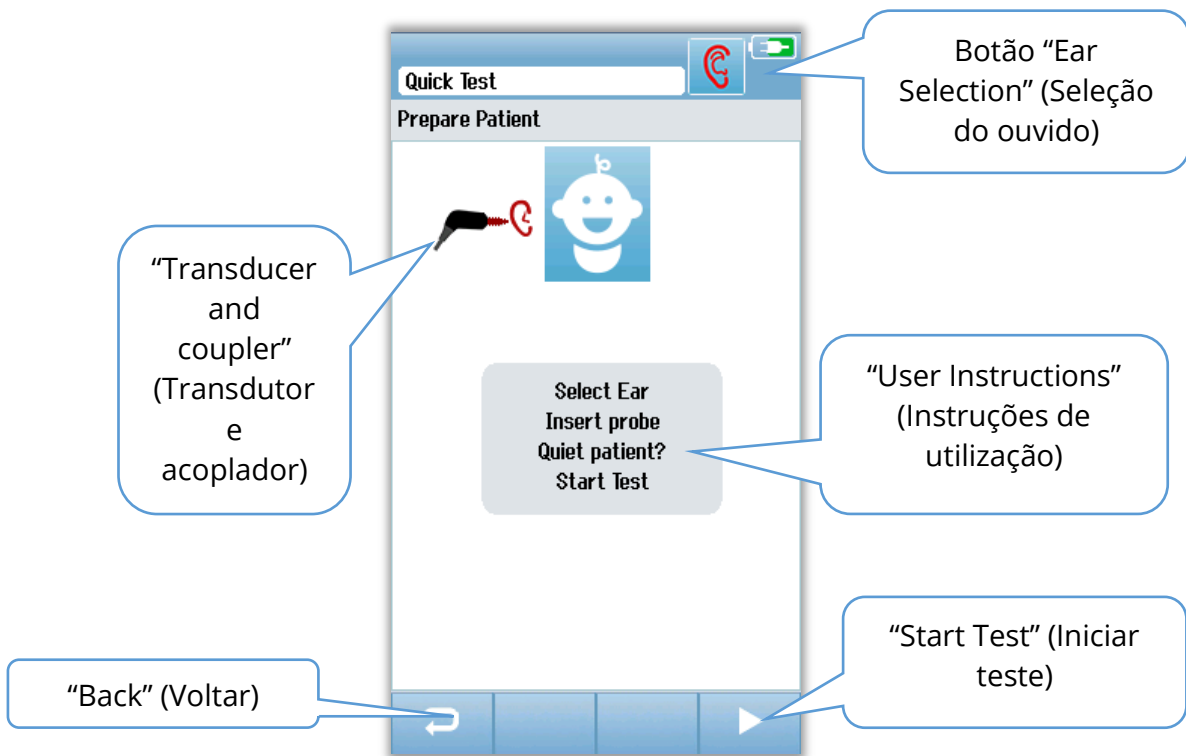 Botão “Ear
Selection” (Seleção
do ouvido)
Quick Test
Prepare Patient
“Transducer
and
coupler”
(Transdutor
e
acoplador)
Select Ear
Insert probe
Quiet patient?
Start Test
“User Instructions”
(Instruções de
utilização)
“Start Test” (Iniciar
teste)
“Back” (Voltar)